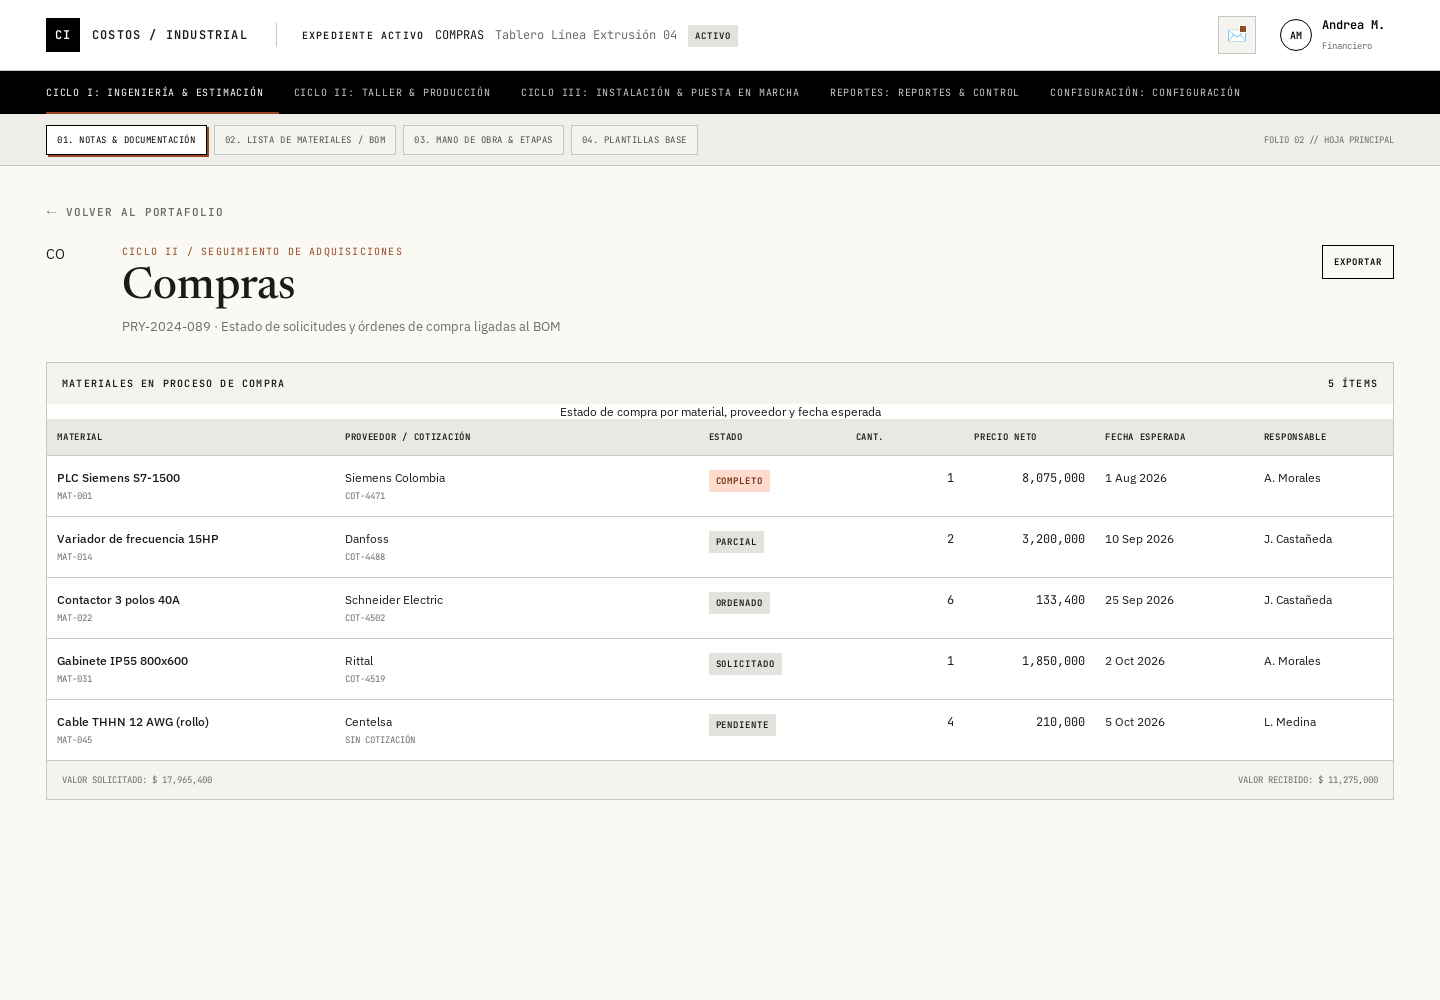 CI COSTOS / INDUSTRIAL EXPEDIENTE ACTIVO COMPRAS Tablero Línea Extrusión 04 ACTIVO AM Andrea M.
Financiero
CICLO I: INGENIERÍA & ESTIMACIÓN CICLO II: TALLER & PRODUCCIÓN CICLO III: INSTALACIÓN & PUESTA EN MARCHA REPORTES: REPORTES & CONTROL CONFIGURACIÓN: CONFIGURACIÓN
01. NOTAS & DOCUMENTACIÓN 02. LISTA DE MATERIALES / BOM 03. MANO DE OBRA & ETAPAS 04. PLANTILLAS BASE FOLIO 02 // HOJA PRINCIPAL
← VOLVER AL PORTAFOLIO
CO CICLO II / SEGUIMIENTO DE ADQUISICIONES
Compras EXPORTAR
PRY-2024-089 · Estado de solicitudes y órdenes de compra ligadas al BOM
MATERIALES EN PROCESO DE COMPRA 5 ÍTEMS
Estado de compra por material, proveedor y fecha esperada
MATERIAL PROVEEDOR / COTIZACIÓN ESTADO CANT. PRECIO NETO FECHA ESPERADA RESPONSABLE
PLC Siemens S7-1500 Siemens Colombia COMPLETO 1 8,075,000 1 Aug 2026 A. Morales
MAT-001 COT-4471
Variador de frecuencia 15HP Danfoss PARCIAL 2 3,200,000 10 Sep 2026 J. Castañeda
MAT-014 COT-4488
Contactor 3 polos 40A Schneider Electric ORDENADO 6 133,400 25 Sep 2026 J. Castañeda
MAT-022 COT-4502
Gabinete IP55 800x600 Rittal SOLICITADO 1 1,850,000 2 Oct 2026 A. Morales
MAT-031 COT-4519
Cable THHN 12 AWG (rollo) Centelsa PENDIENTE 4 210,000 5 Oct 2026 L. Medina
MAT-045 SIN COTIZACIÓN
VALOR SOLICITADO: $ 17,965,400 VALOR RECIBIDO: $ 11,275,000